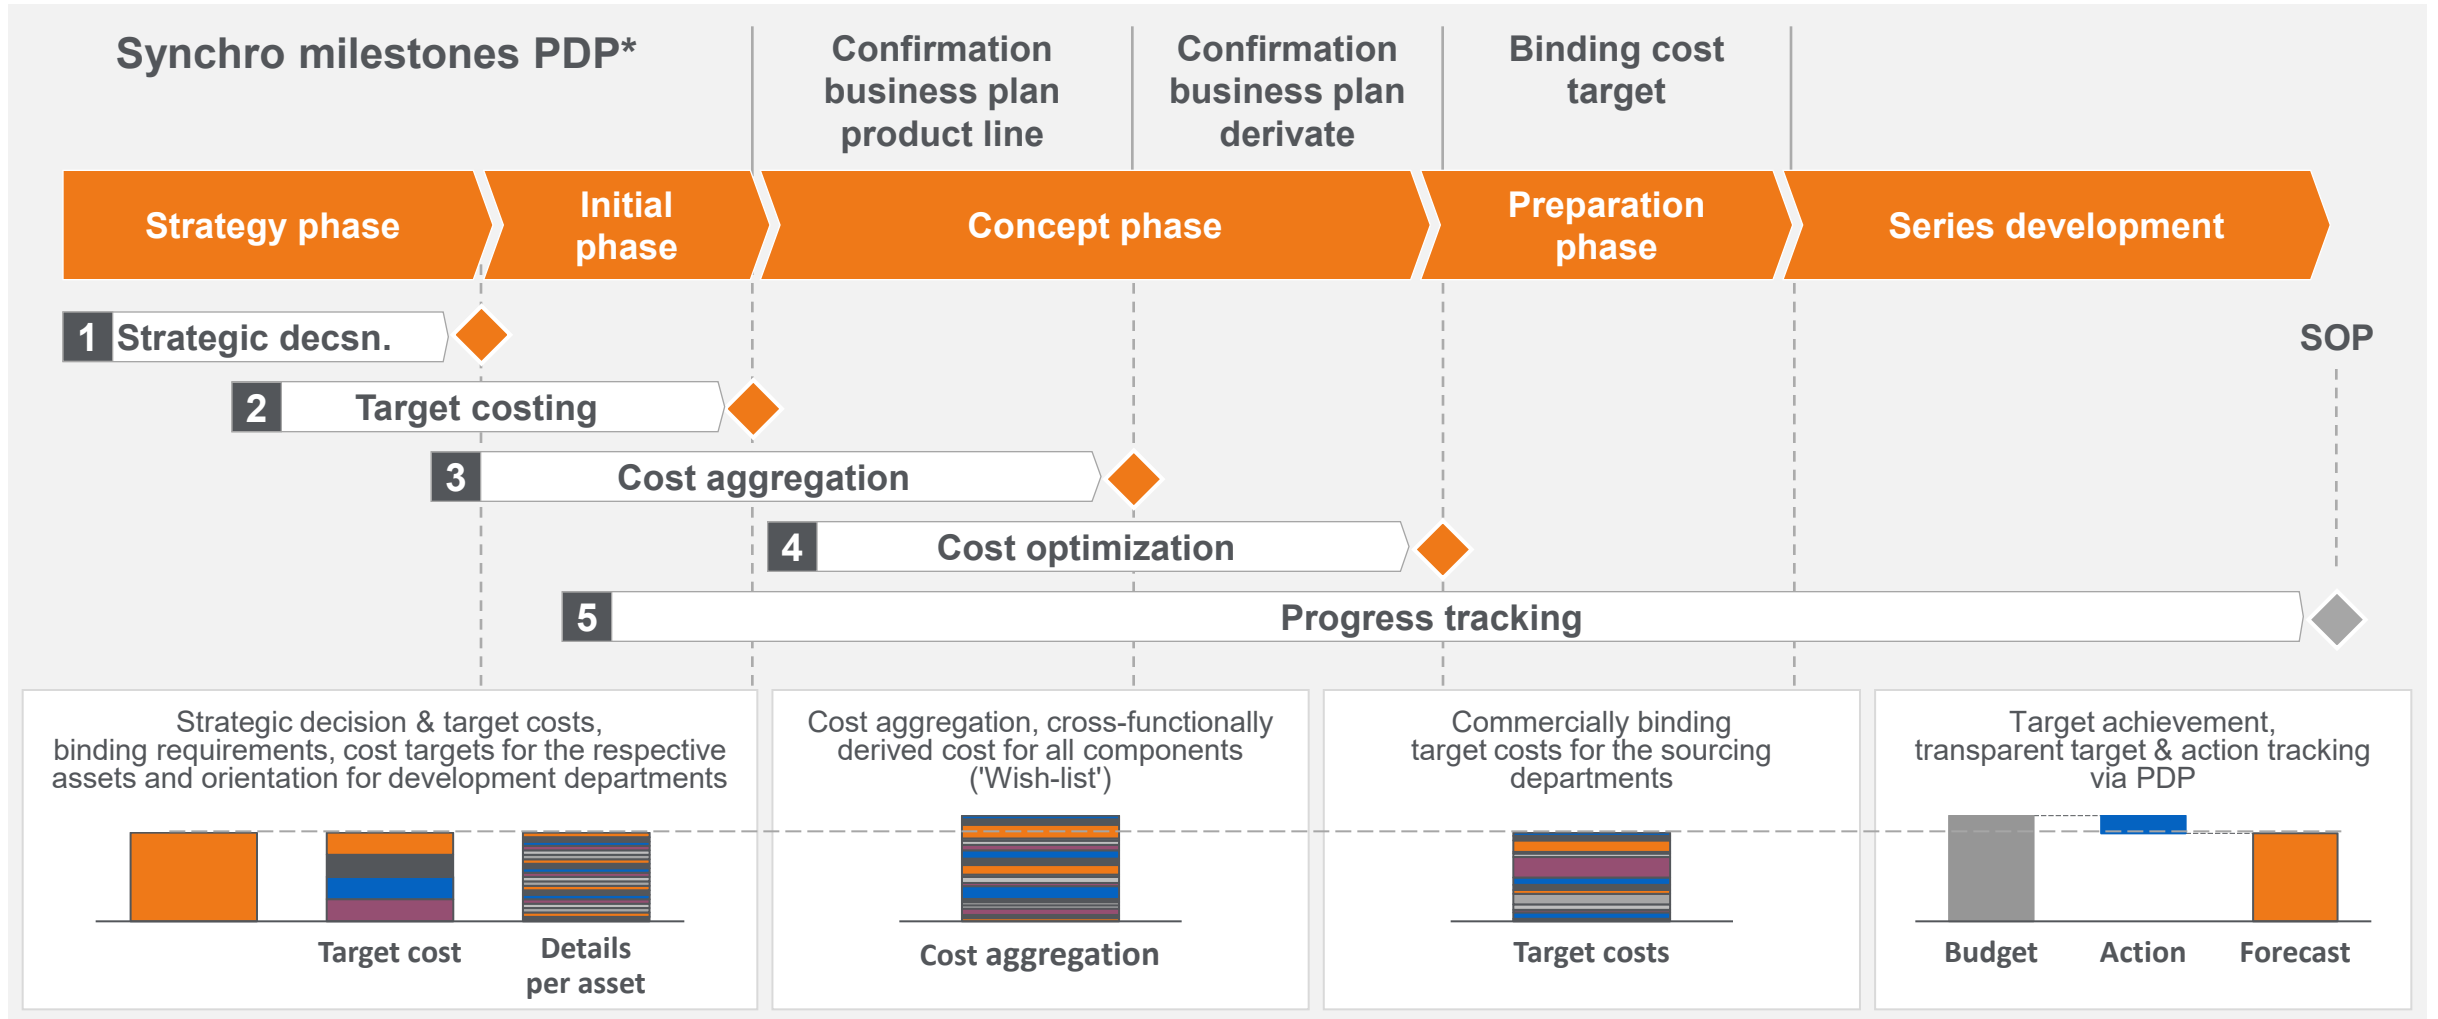 Synchro milestones PDP*
Confirmation
business plan
product line
Confirmation
business plan
derivate
Binding cost
target
Strategy phase
Initial
phase
Concept phase
Preparation
phase
Series development
1 Strategic decsn.
SOP
2 Target costing
3 Cost aggregation
4 Cost optimization
5 Progress tracking
Strategic decision & target costs,
binding requirements, cost targets for the respective
assets and orientation for development departments
Target cost
Details
per asset
Cost aggregation, cross-functionally
derived cost for all components
('Wish-list')
Cost aggregation
Commercially binding
target costs for the sourcing
departments
Target costs
Target achievement,
transparent target & action tracking
via PDP
Budget
Action
Forecast